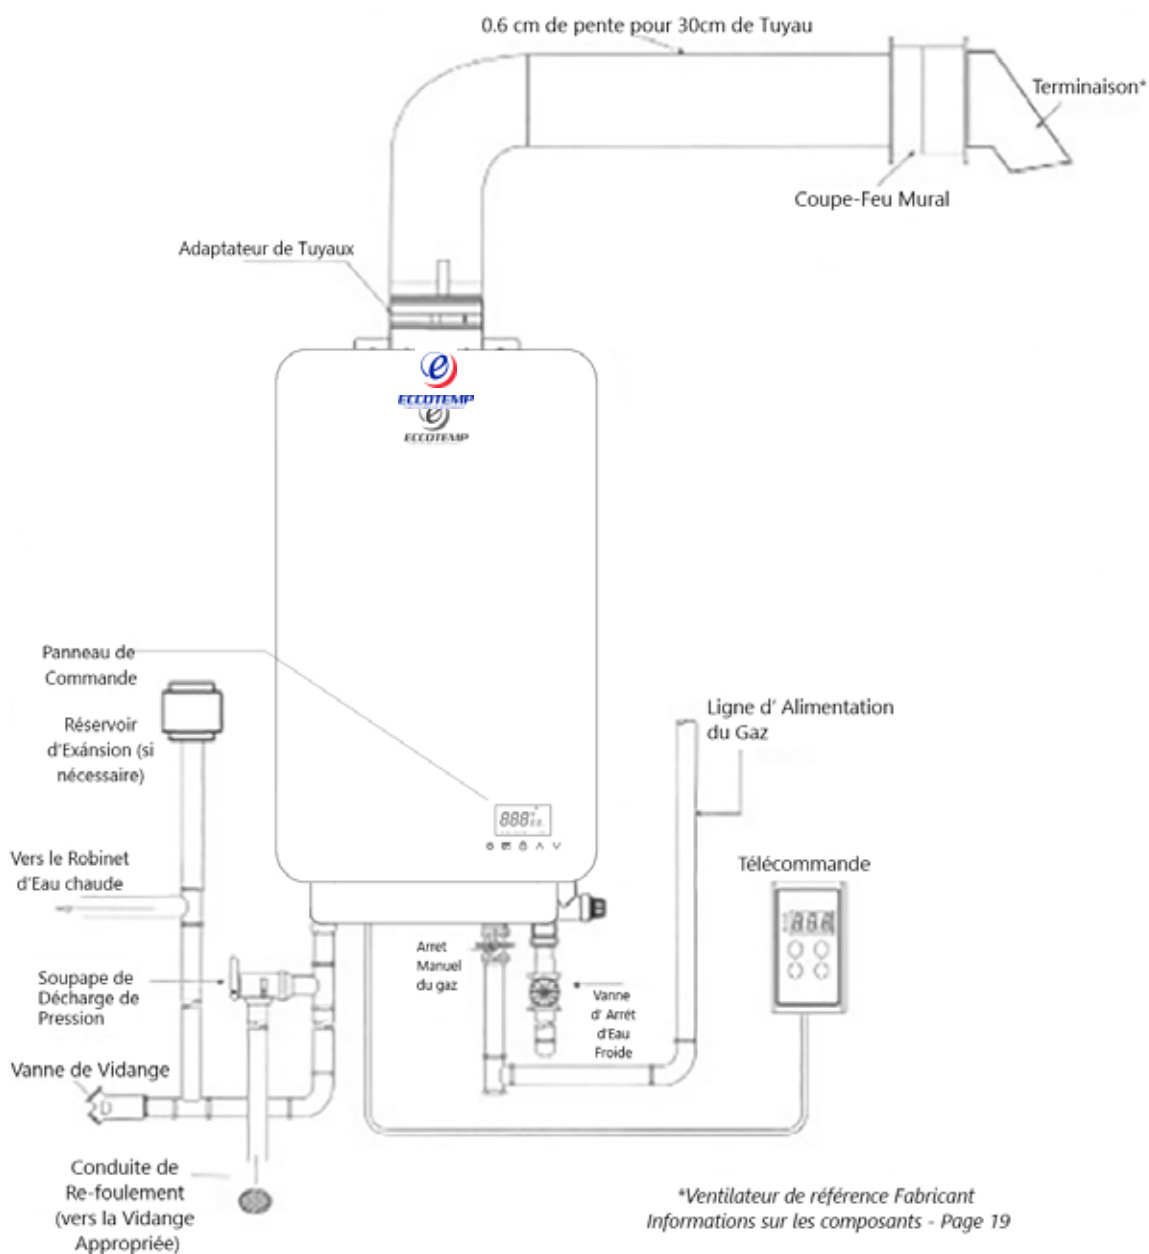 0.6 cm de pente pour 30cm de Tuyau
Terminaison*
Coupe-Feu Mural
Adaptateur de Tuyaux
e
ECCOTEMP
e
ECCOTEMP
Panneau de
Commande
Réservoir
d'Exánsion (si
nécessaire)
Ligne d' Alimentation
du Gaz
888
Vers le Robinet
d'Eau chaude
Télécommande
Arret
Manuel
du gaz
Soupape de
Décharge de
Pression
Vanne
d' Arrét
d'Eau
Froide
Vanne de Vidange
Conduite de
Re-foulement
(vers la Vidange
Appropriée)
*Ventilateur de référence Fabricant
Informations sur les composants - Page 19